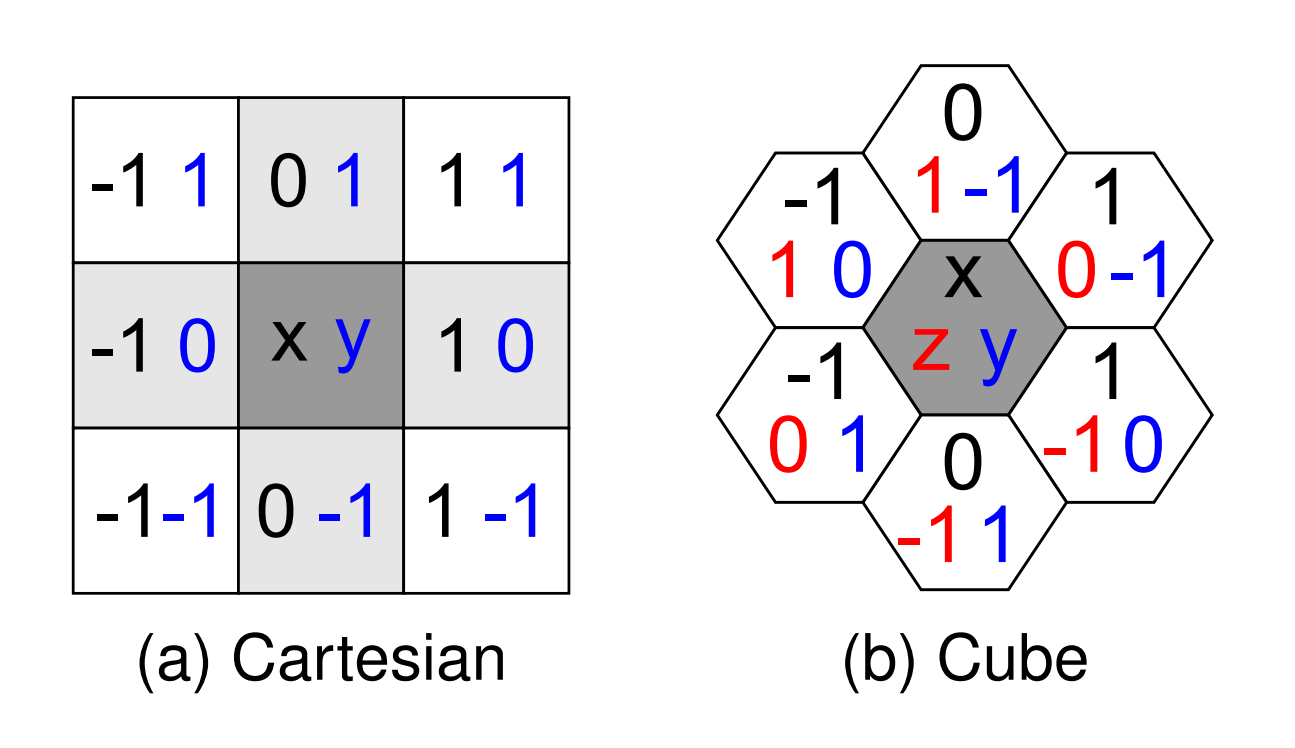 -1 1 0 1 1 1
-1 0 x y 1 0
-1 -1 0 -1 1 -1
(a) Cartesian
0
1 -1
-1
1 0
1
0 -1
x
z y
-1
0 1
1
-1 0
0
-1 1
(b) Cube